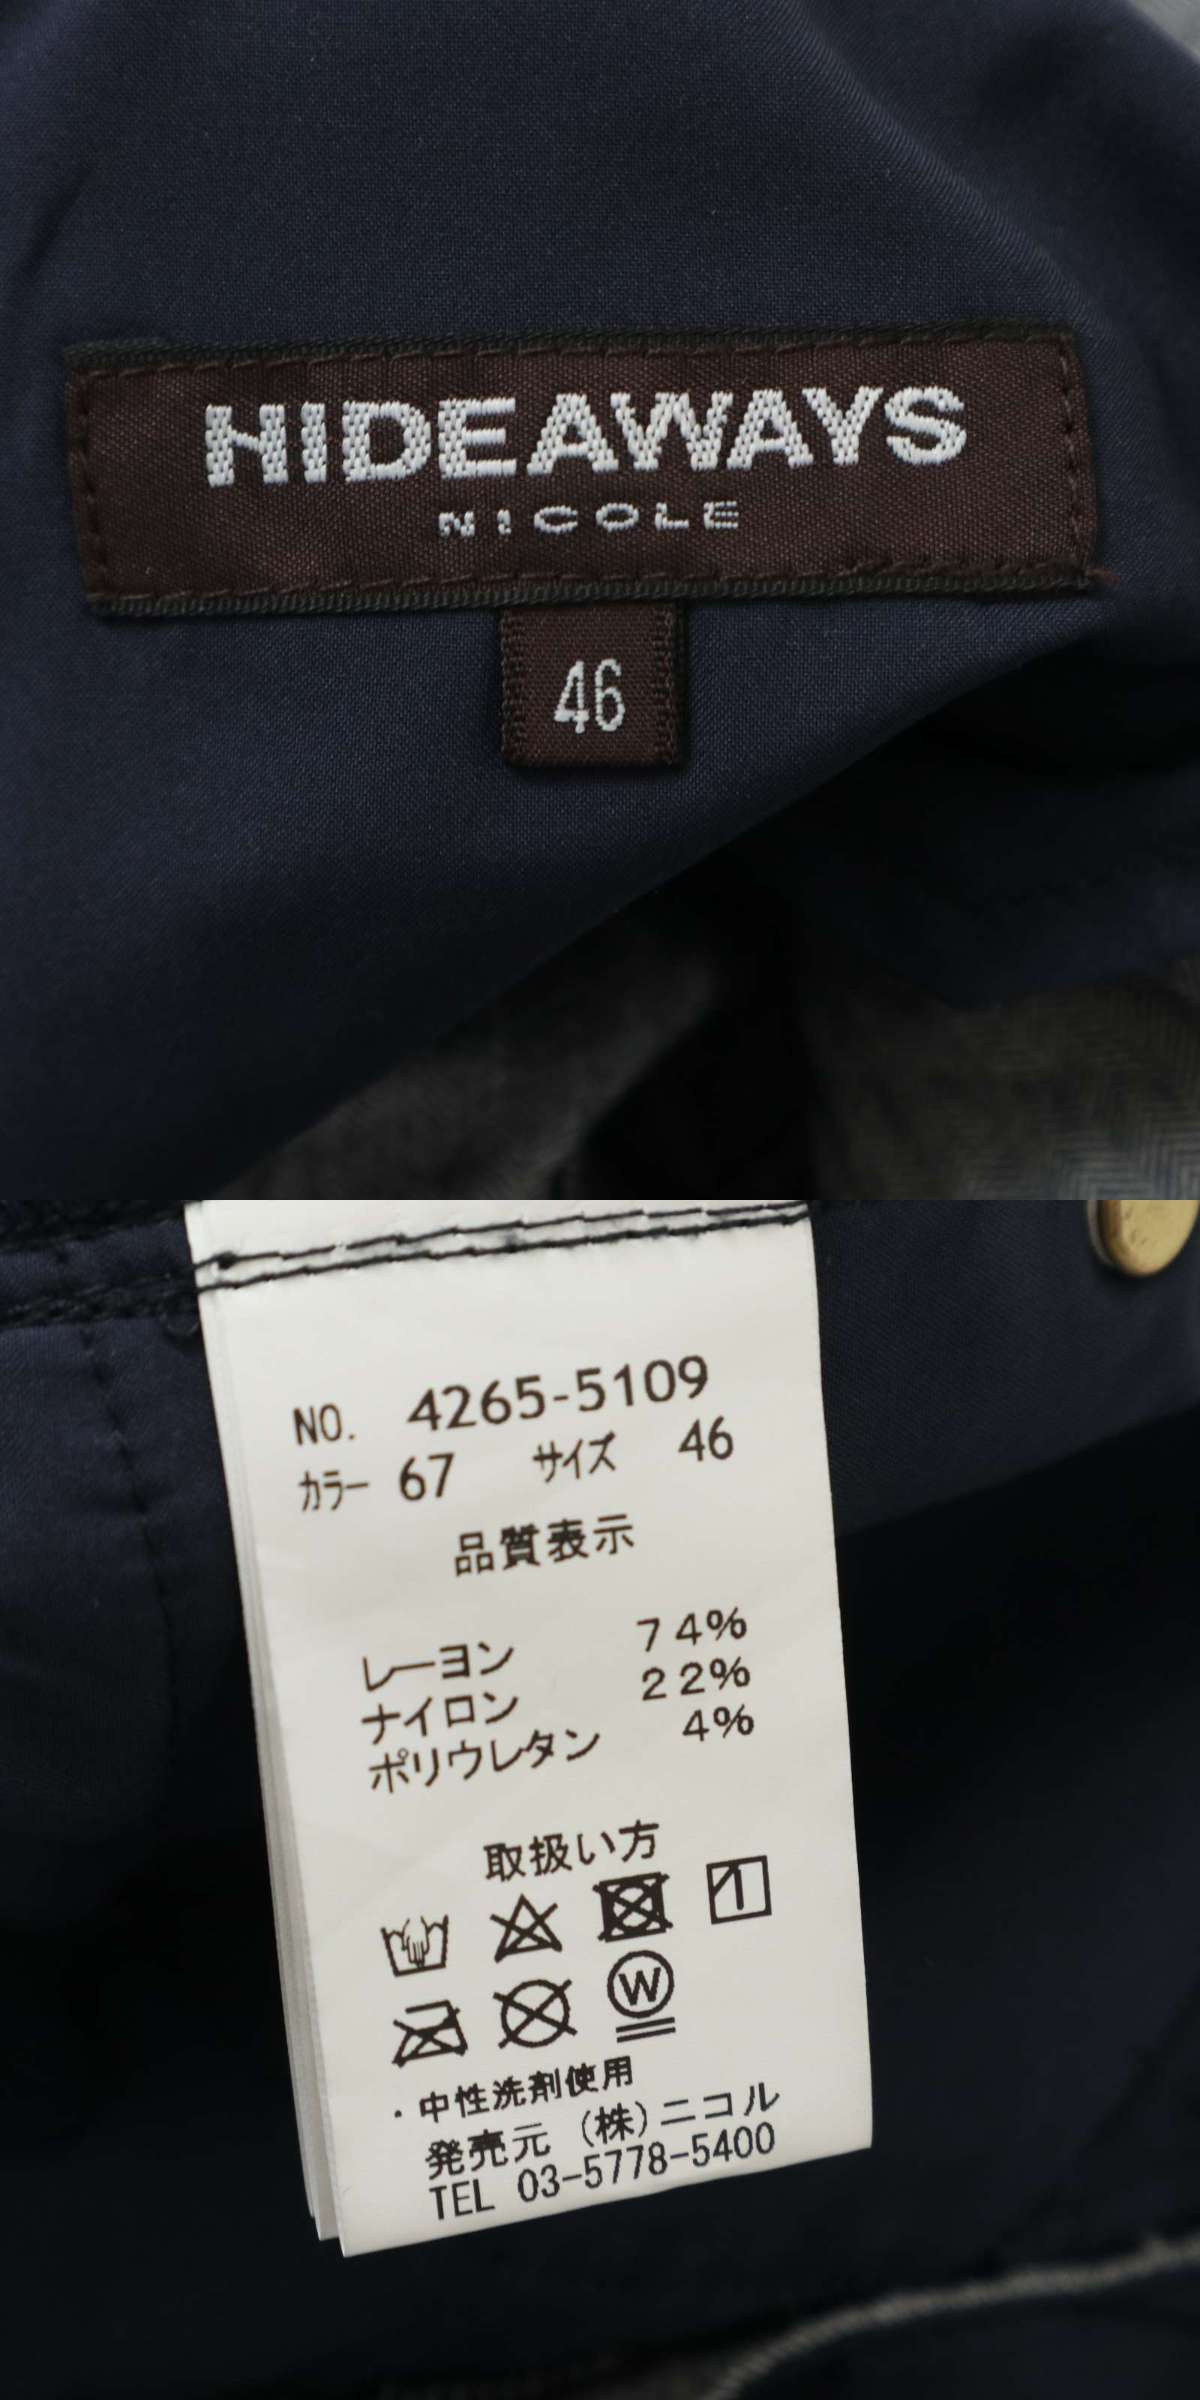 HIDEAWAYS
NICOLE
46
NO. 4265-5109
カラー 67 サイズ 46
品質表示
レーヨン 74%
ナイロン 22%
ポリウレタン 4%
取扱い方
W
・中性洗剤使用
発売元 (株)ニコル
TEL 03-5778-5400